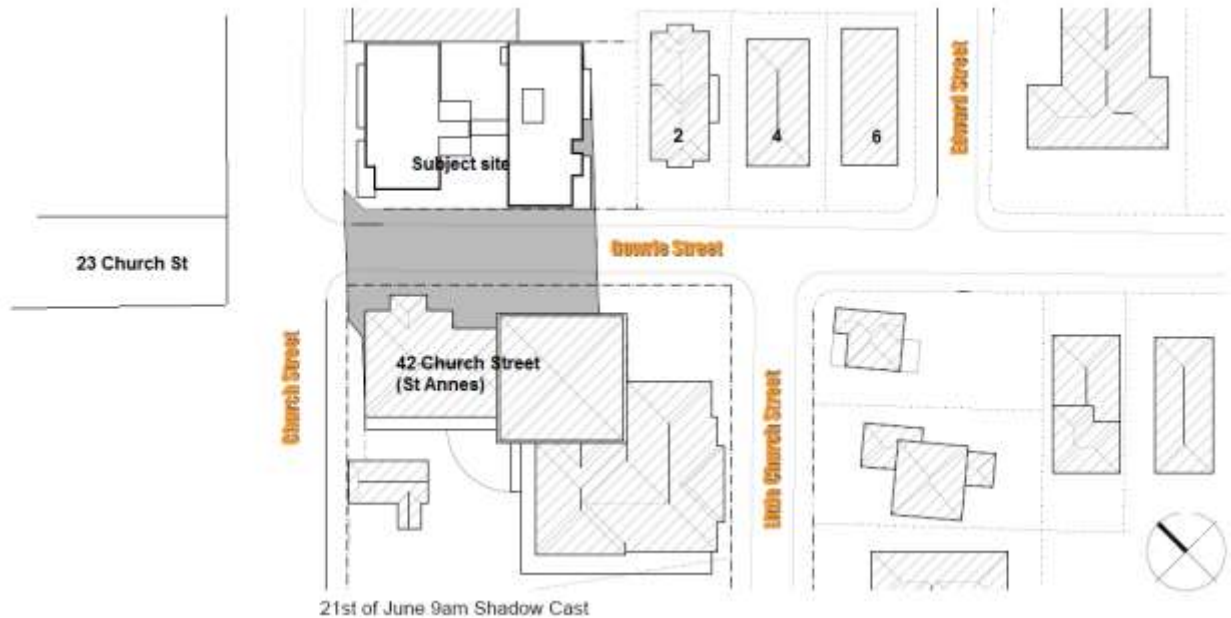 2
4
6
Edward Street
Subject site
Gowrie Street
23 Church St
Church Street
42 Church Street
(St Annes)
Little Church Street
21st of June 9am Shadow Cast